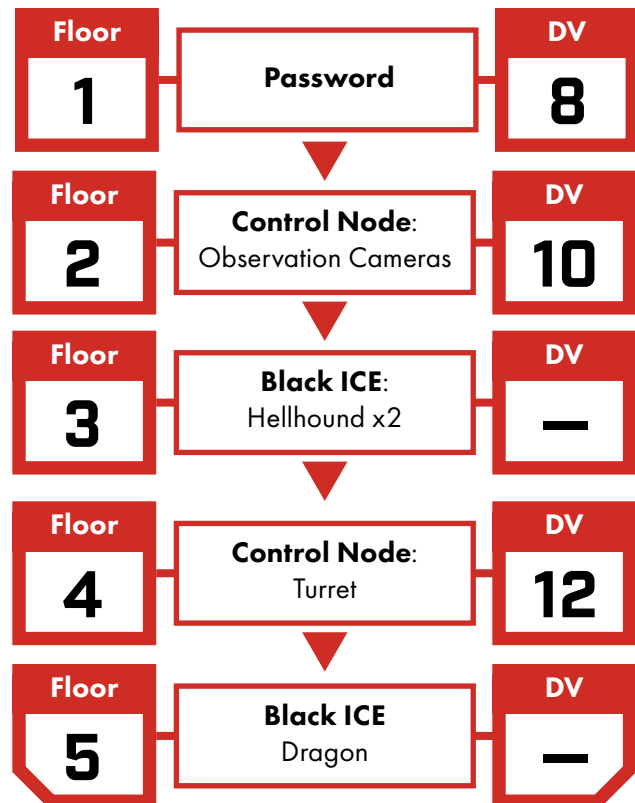 Floor
1
Password
DV
8
Floor
2
Control Node:
Observation Cameras
DV
10
Floor
3
Black ICE:
Hellhound x2
DV
—
Floor
4
Control Node:
Turret
DV
12
Floor
5
Black ICE
Dragon
DV
—